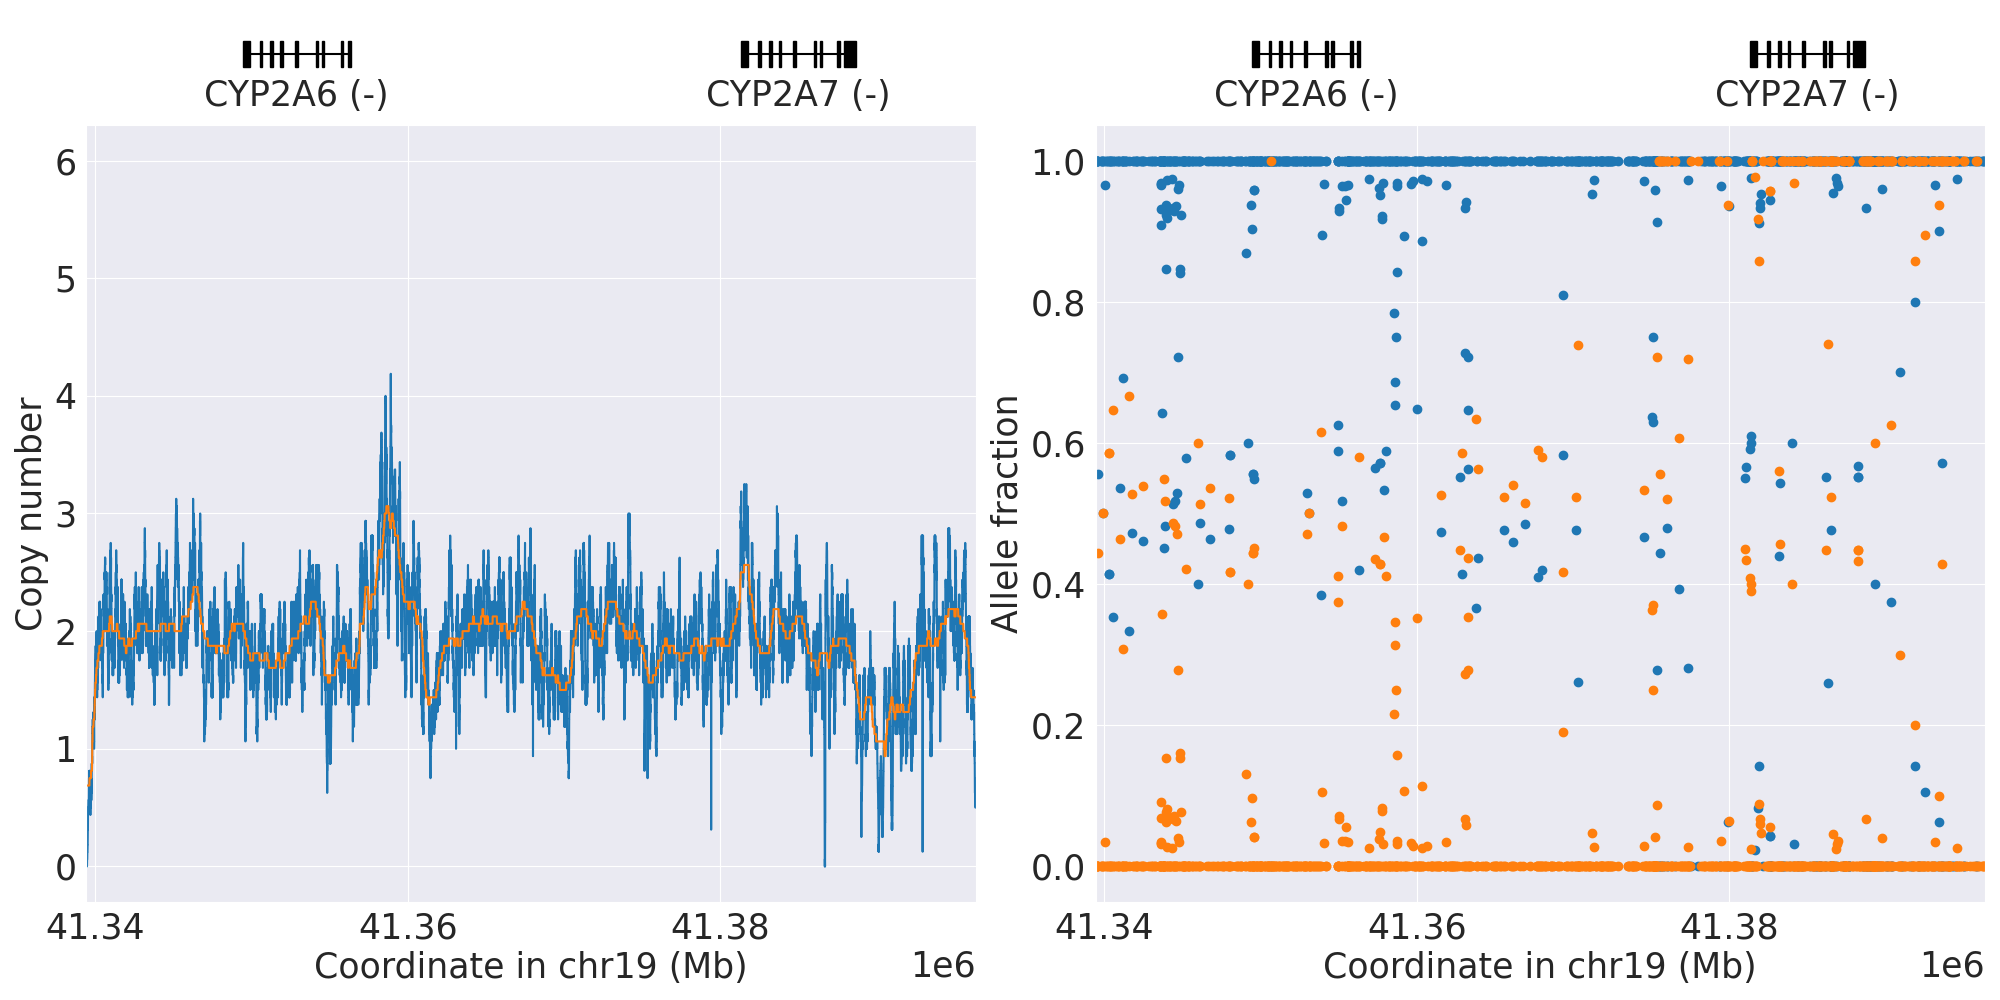 CYP2A6 (-) CYP2A7 (-)
6
5
4
3
2
1
0
Copy number
41.34 41.36 41.38
Coordinate in chr19 (Mb) 1e6
CYP2A6 (-) CYP2A7 (-)
1.0
0.8
0.6
0.4
0.2
0.0
Allele fraction
41.34 41.36 41.38
Coordinate in chr19 (Mb) 1e6